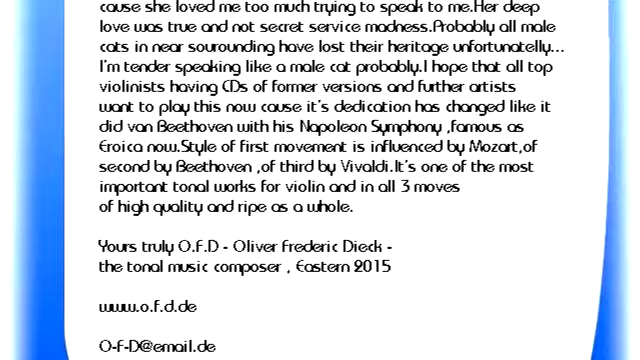 cause she loved me too much trying to speak to me.Her deep
love was true and not secret service madness.Probably all male
cats in near sourounding have lost their heritage unfortunatelly...
I'm tender speaking like a male cat probably.I hope that all top
violinists having CDs of former versions and further artists
want to play this now cause it's dedication has changed like it
did van Beethoven with his Napoleon Symphony ,famous as
Eroica now.Style of first movement is influenced by Mozart,of
second by Beethoven ,of third by Vivaldi.It's one of the most
important tonal works for violin and in all 3 moves
of high quality and ripe as a whole.
Yours truly O.F.D - Oliver Frederic Dieck -
the tonal music composer , Eastern 2015
www.o.f.d.de
O-F-D@email.de